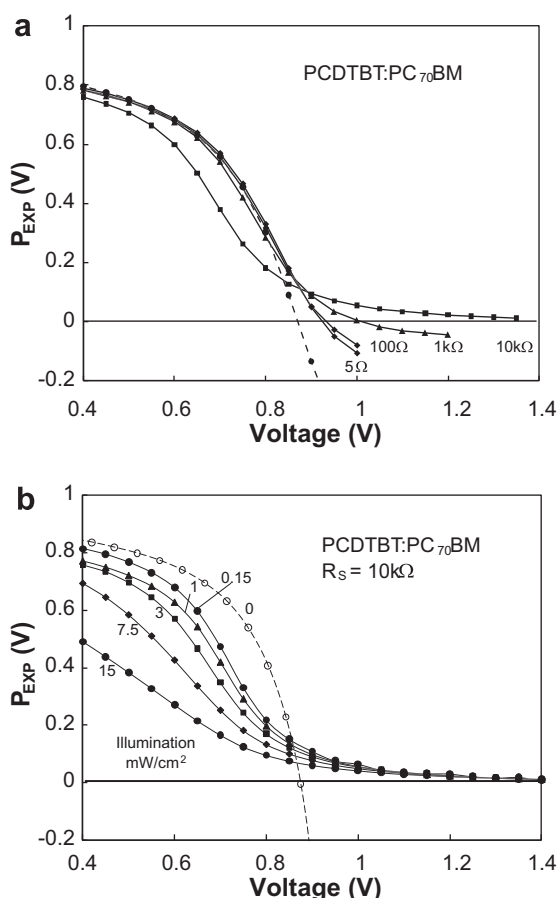 a
PCDTBT:PC70BM
1
0.8
0.6
0.4
0.2
0
-0.2
PEXP (V)
100Ω
1kΩ
10kΩ
5Ω
0.4
0.6
0.8
1
1.2
1.4
Voltage (V)
b
PCDTBT:PC70BM
RS = 10kΩ
1
0.8
0.6
0.4
0.2
0
-0.2
PEXP (V)
0.15
0
1
3
7.5
15
Illumination
mW/cm2
0.4
0.6
0.8
1
1.2
1.4
Voltage (V)